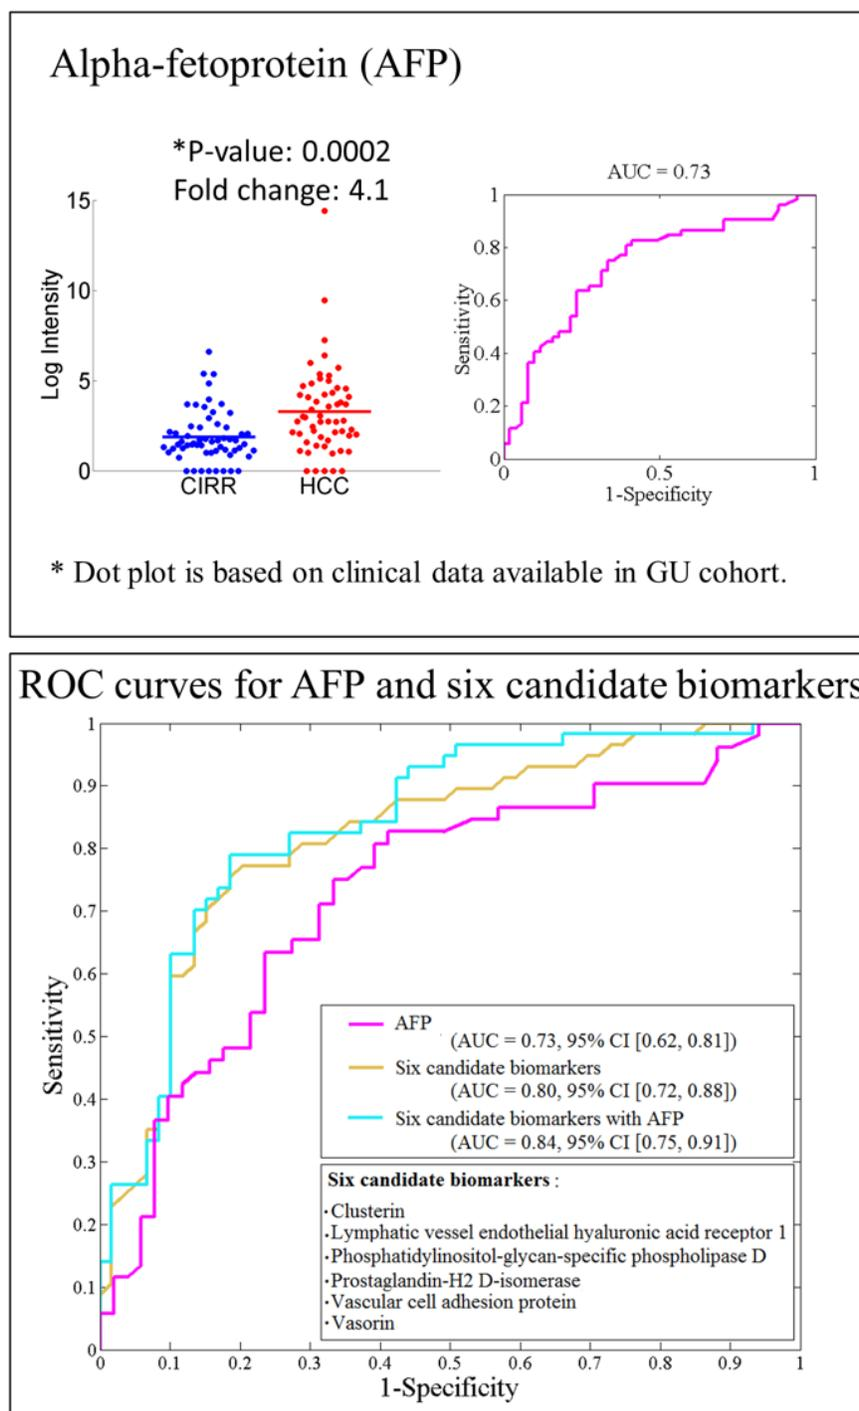 Alpha-fetoprotein (AFP)
*P-value: 0.0002
Fold change: 4.1
15
10
5
0
Log Intensity
CIRR
HCC
AUC = 0.73
1
0.8
0.6
0.4
0.2
0
Sensitivity
0
0.5
1
1-Specificity
* Dot plot is based on clinical data available in GU cohort.
ROC curves for AFP and six candidate biomarkers
1
0.9
0.8
0.7
0.6
0.5
0.4
0.3
0.2
0.1
0
Sensitivity
AFP
(AUC = 0.73, 95% CI [0.62, 0.81])
Six candidate biomarkers
(AUC = 0.80, 95% CI [0.72, 0.88])
Six candidate biomarkers with AFP
(AUC = 0.84, 95% CI [0.75, 0.91])
Six candidate biomarkers :
·Clusterin
·Lymphatic vessel endothelial hyaluronic acid receptor 1
·Phosphatidylinositol-glycan-specific phospholipase D
·Prostaglandin-H2 D-isomerase
·Vascular cell adhesion protein
·Vasorin
0
0.1
0.2
0.3
0.4
0.5
0.6
0.7
0.8
0.9
1
1-Specificity